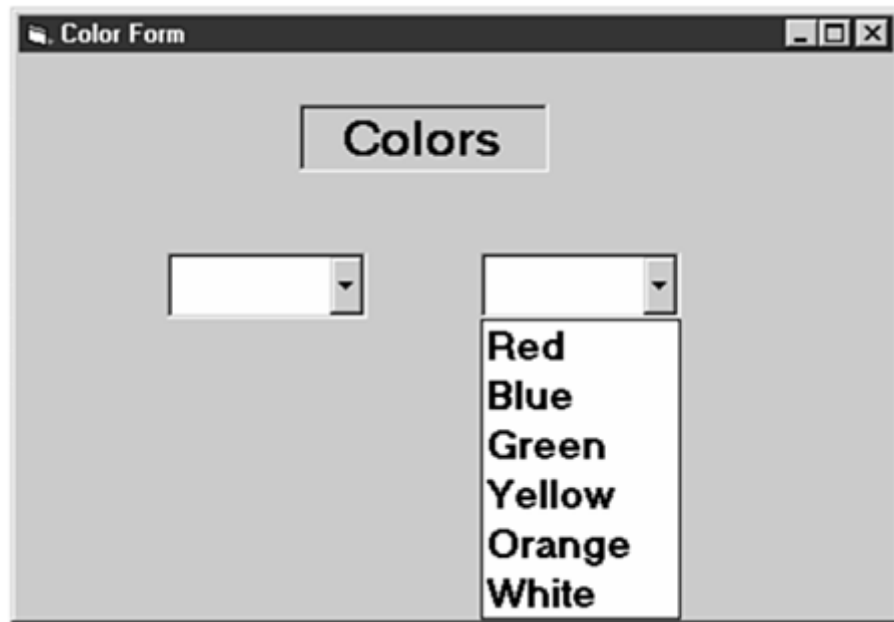 Color Form
Colors
Red
Blue
Green
Yellow
Orange
White